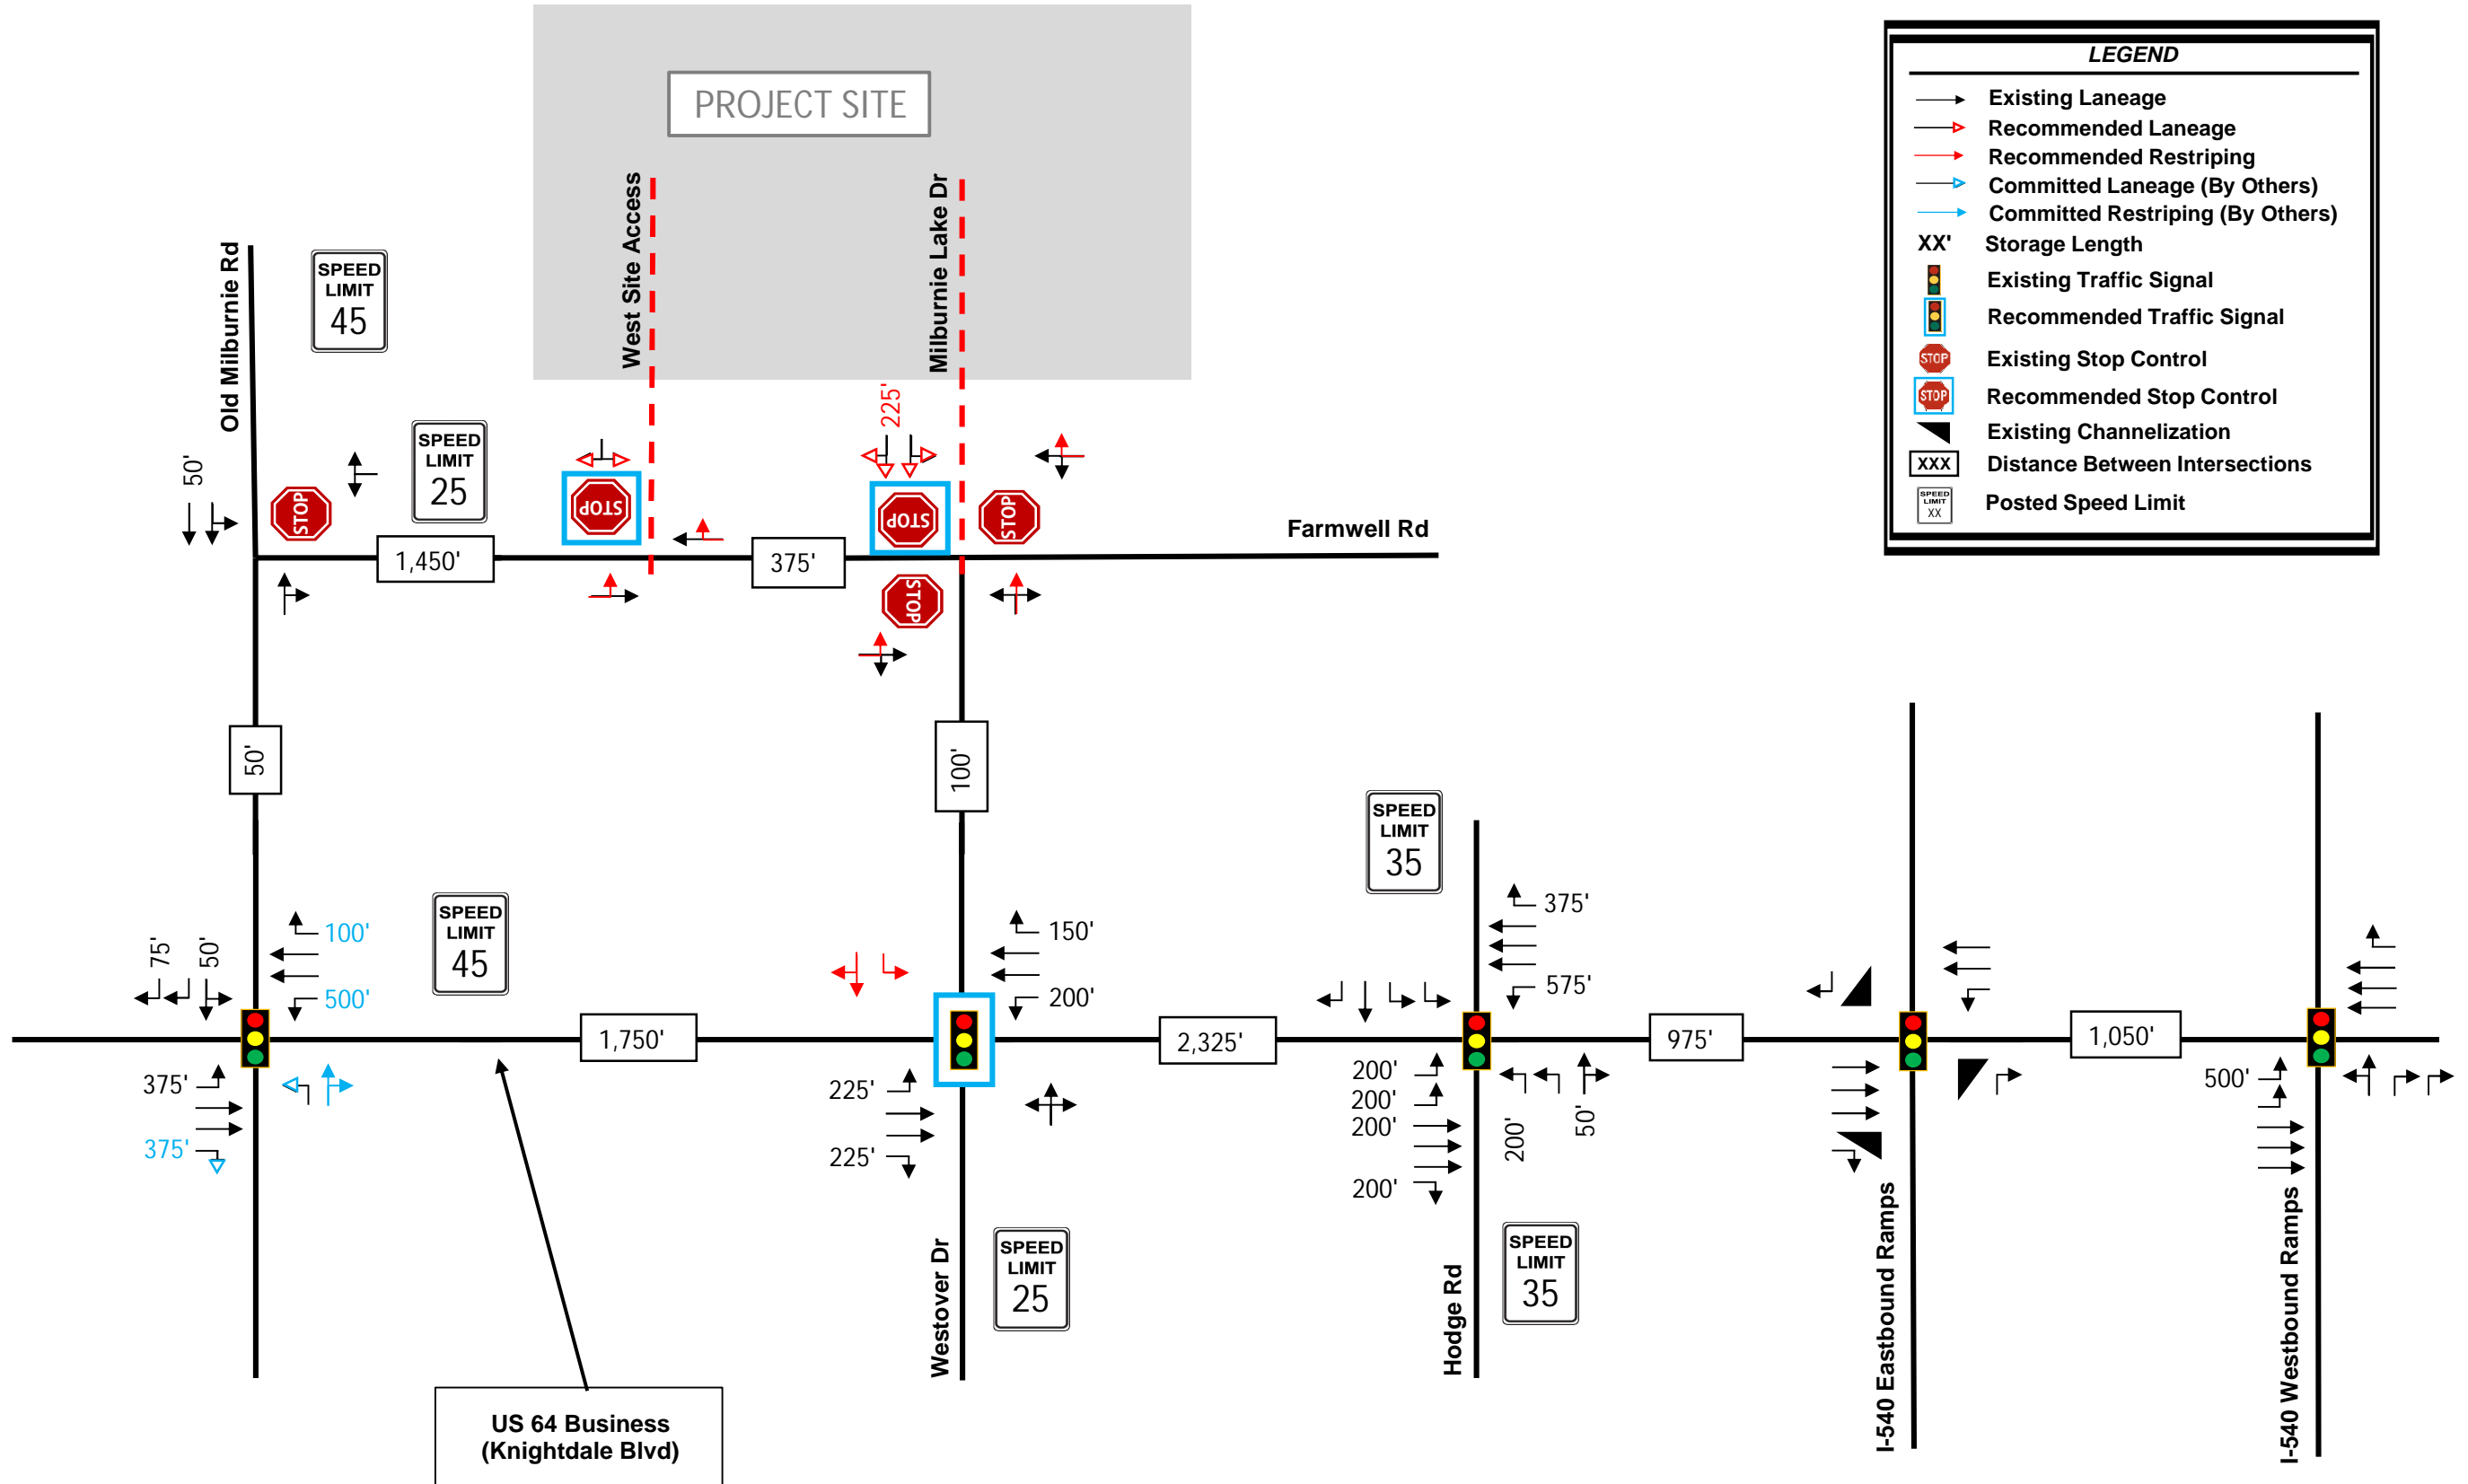 PROJECT SITE
LEGEND
Existing Laneage
Recommended Laneage
Recommended Restriping
Committed Laneage (By Others)
Committed Restriping (By Others)
XX' Storage Length
Existing Traffic Signal
Recommended Traffic Signal
STOP Existing Stop Control
STOP Recommended Stop Control
Existing Channelization
XXX Distance Between Intersections
SPEED
LIMIT
XX
Posted Speed Limit
Old Milburnie Rd
SPEED
LIMIT
45
West Site Access
Milburnie Lake Dr
SPEED
LIMIT
25
50'
225'
STOP
STOP
STOP
STOP
STOP
Farmwell Rd
1,450'
375'
50'
100'
SPEED
LIMIT
35
SPEED
LIMIT
45
75'
50'
100'
500'
150'
200'
375'
575'
1,750'
2,325'
975'
1,050'
375'
375'
225'
225'
200'
200'
200'
200'
200'
50'
500'
Westover Dr
SPEED
LIMIT
25
Hodge Rd
SPEED
LIMIT
35
I-540 Eastbound Ramps
I-540 Westbound Ramps
US 64 Business
(Knightdale Blvd)